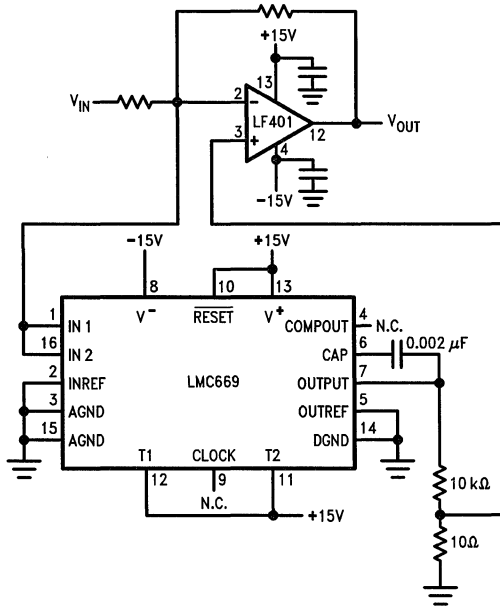 +15V
13
V_IN
2
−
LF401
V_OUT
3
+
12
4
−15V
−15V
+15V
8
10
13
V⁻
RESET
V⁺
1
IN 1
COMPOUT
4
N.C.
16
IN 2
CAP
6
0.002 μF
2
INREF
LMC669
OUTPUT
7
3
AGND
OUTREF
5
15
AGND
DGND
14
T1
CLOCK
T2
12
9
11
N.C.
+15V
10 kΩ
10Ω